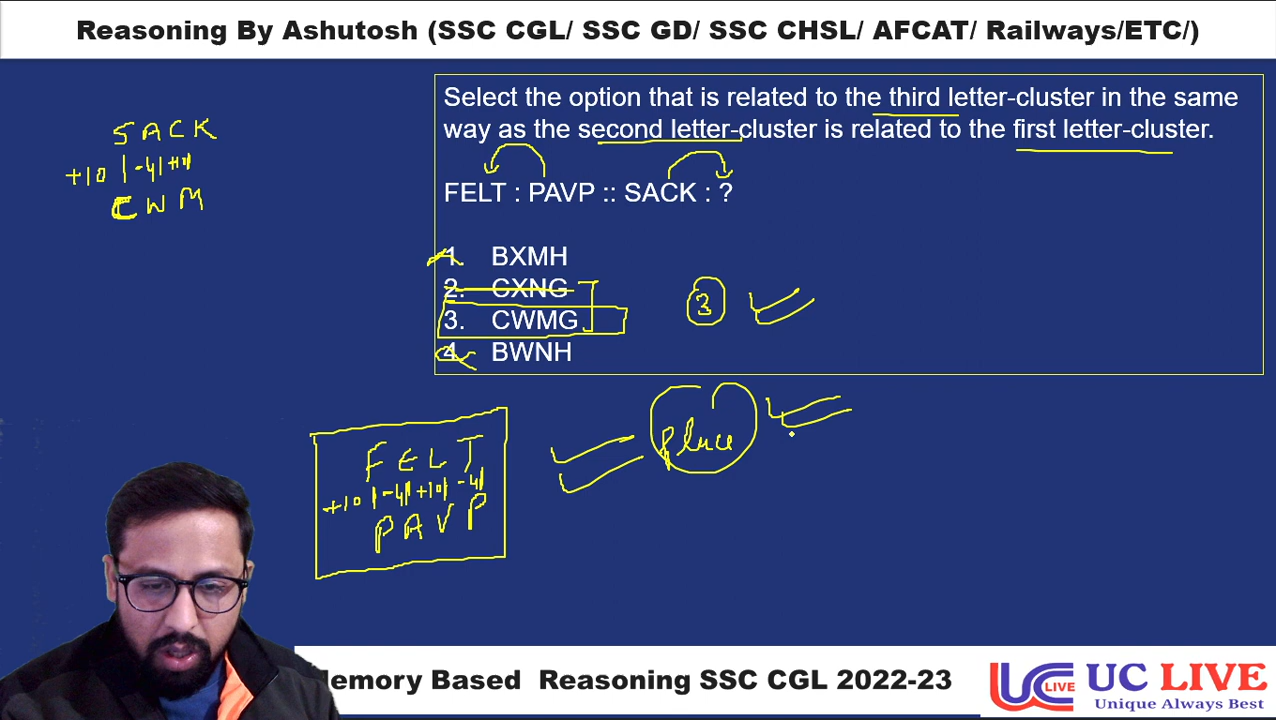 Reasoning By Ashutosh (SSC CGL/ SSC GD/ SSC CHSL/ AFCAT/ Railways/ETC/)
Select the option that is related to the third letter-cluster in the same
way as the second letter-cluster is related to the first letter-cluster.
FELT : PAVP :: SACK : ?
1. BXMH
2. CXNG
3. CWMG
4. BWNH
3
SACK
+10 -4 +10
CWM
FELT
+10 -4 +10 -4
PAVP
place
Memory Based Reasoning SSC CGL 2022-23
UC LIVE
LIVE
Unique Always Best